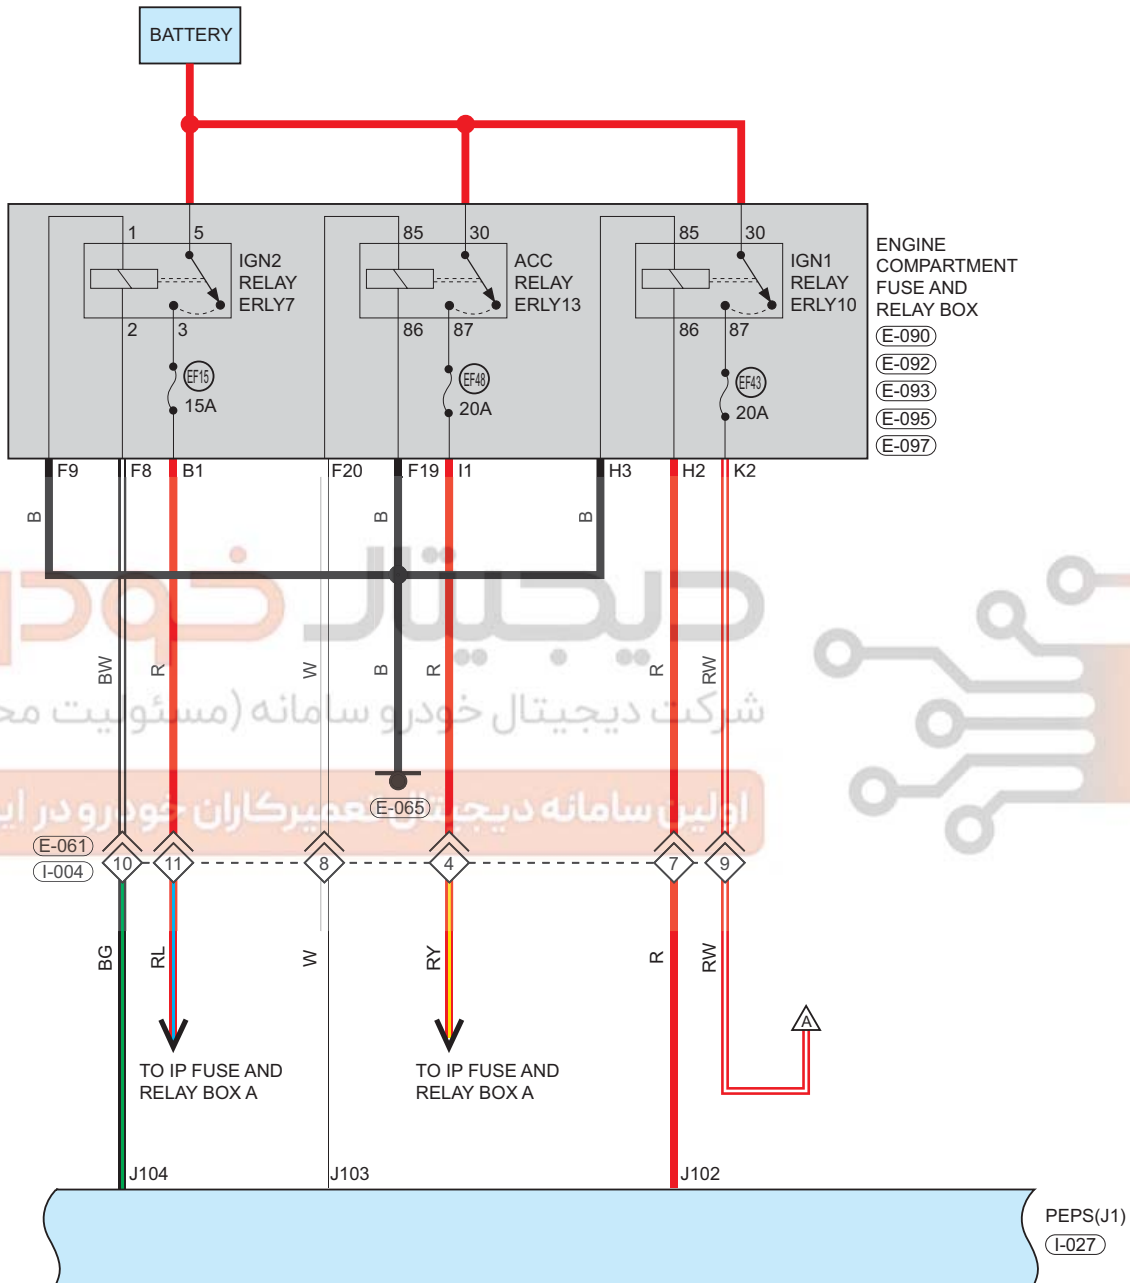 BATTERY
1
5
85
30
85
30
IGN2
RELAY
ERLY7
ACC
RELAY
ERLY13
IGN1
RELAY
ERLY10
2
3
86
87
86
87
EF15
15A
EF48
20A
EF43
20A
ENGINE
COMPARTMENT
FUSE AND
RELAY BOX
E-090
E-092
E-093
E-095
E-097
F9
F8
B1
F20
F19
I1
H3
H2
K2
B
B
B
دیجیتال خودر
BW
R
W
B
R
R
RW
شرکت دیجیتال خودرو سامانه (مسئولیت مح
E-065
اولین سامانه دیجیتال تعمیرکاران خودرو در ایر
E-061
I-004
10
11
8
4
7
9
BG
RL
W
RY
R
RW
A
TO IP FUSE AND
RELAY BOX A
TO IP FUSE AND
RELAY BOX A
J104
J103
J102
PEPS(J1)
I-027